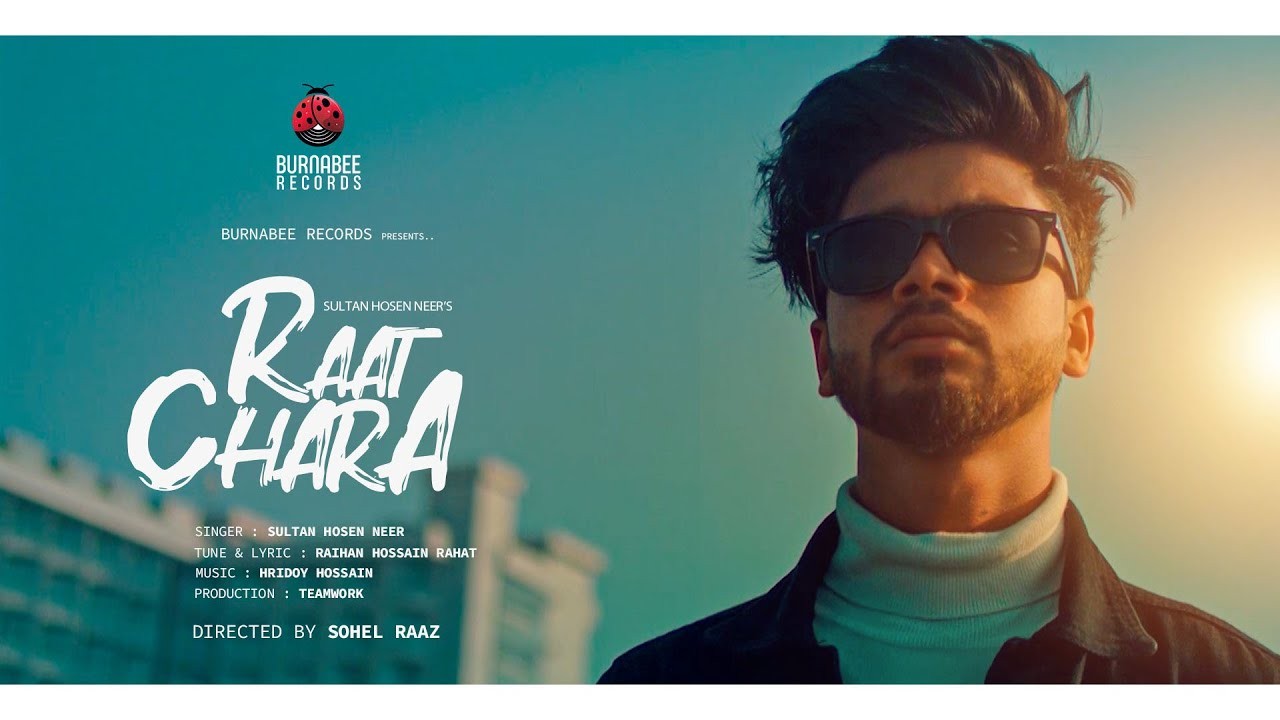 BURNABEE
RECORDS
BURNABEE RECORDS PRESENTS..
SULTAN HOSEN NEER'S
RAAT
CHARA
SINGER : SULTAN HOSEN NEER
TUNE & LYRIC : RAIHAN HOSSAIN RAHAT
MUSIC : HRIDOY HOSSAIN
PRODUCTION : TEAMWORK
DIRECTED BY SOHEL RAAZ